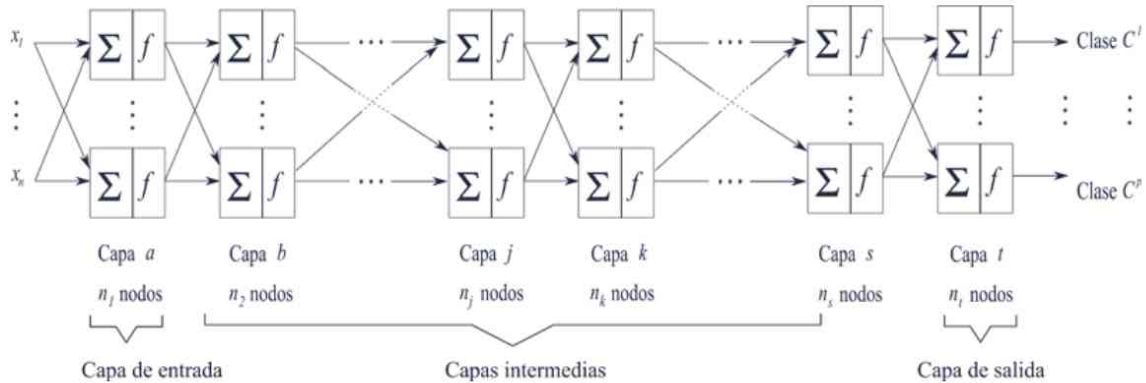 x₁ Σ f Σ f ... Σ f Σ f ... Σ f Σ f Clase C¹
xₙ Σ f Σ f ... Σ f Σ f ... Σ f Σ f Clase Cᵖ
Capa a Capa b Capa j Capa k Capa s Capa t
n₁ nodos n₂ nodos nⱼ nodos nₖ nodos nₛ nodos nₜ nodos
Capa de entrada Capas intermedias Capa de salida